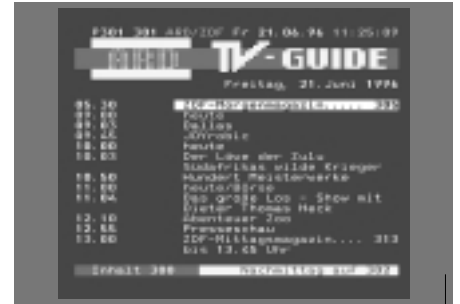 P301 301 ARD/ZDF Fr 21.06.96 11:25:07
ARD TV-GUIDE
Freitag, 21.Juni 1996
05.30 ZDF-Morgenmagazin..... 302
09.00 heute
09.03 Dallas
09.45
10.00 heute
10.03 Der Löwe der Zulu
Südafrikas wilde Krieger
10.50 Hundert Meisterwerke
11.00 heute/Börse
11.04 Das große Los - Show mit
Dieter Thomas Heck
12.10 Abenteuer Zoo
12.55 Presseschau
13.00 ZDF-Mittagsmagazin.... 313
bis 13.45 Uhr
Inhalt 300 Nachmittag auf